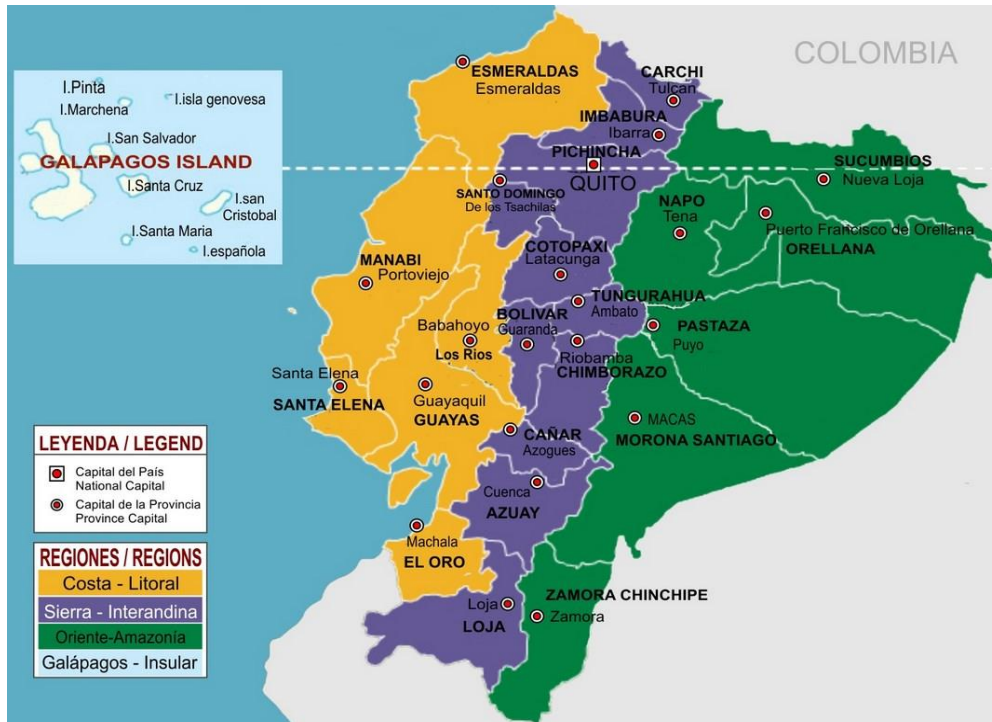 COLOMBIA
I.Pinta
I.Marchena
I.isla genovesa
I.San Salvador
GALAPAGOS ISLAND
I.Santa Cruz
I.san
Cristobal
I.Santa Maria
I.española
ESMERALDAS
Esmeraldas
CARCHI
Tulcan
IMBABURA
Ibarra
PICHINCHA
QUITO
SANTO DOMINGO
De los Tsachilas
SUCUMBIOS
Nueva Loja
NAPO
Tena
Puerto Francisco de Orellana
ORELLANA
COTOPAXI
Latacunga
MANABI
Portoviejo
TUNGURAHUA
Ambato
BOLIVAR
Guaranda
PASTAZA
Puyo
Babahoyo
Los Rios
Riobamba
CHIMBORAZO
Santa Elena
SANTA ELENA
Guayaquil
GUAYAS
MACAS
MORONA SANTIAGO
CAÑAR
Azogues
Cuenca
AZUAY
Machala
EL ORO
ZAMORA CHINCHIPE
Zamora
Loja
LOJA
LEYENDA / LEGEND
Capital del País
National Capital
Capital de la Provincia
Province Capital
REGIONES / REGIONS
Costa - Litoral
Sierra - Interandina
Oriente-Amazonía
Galápagos - Insular